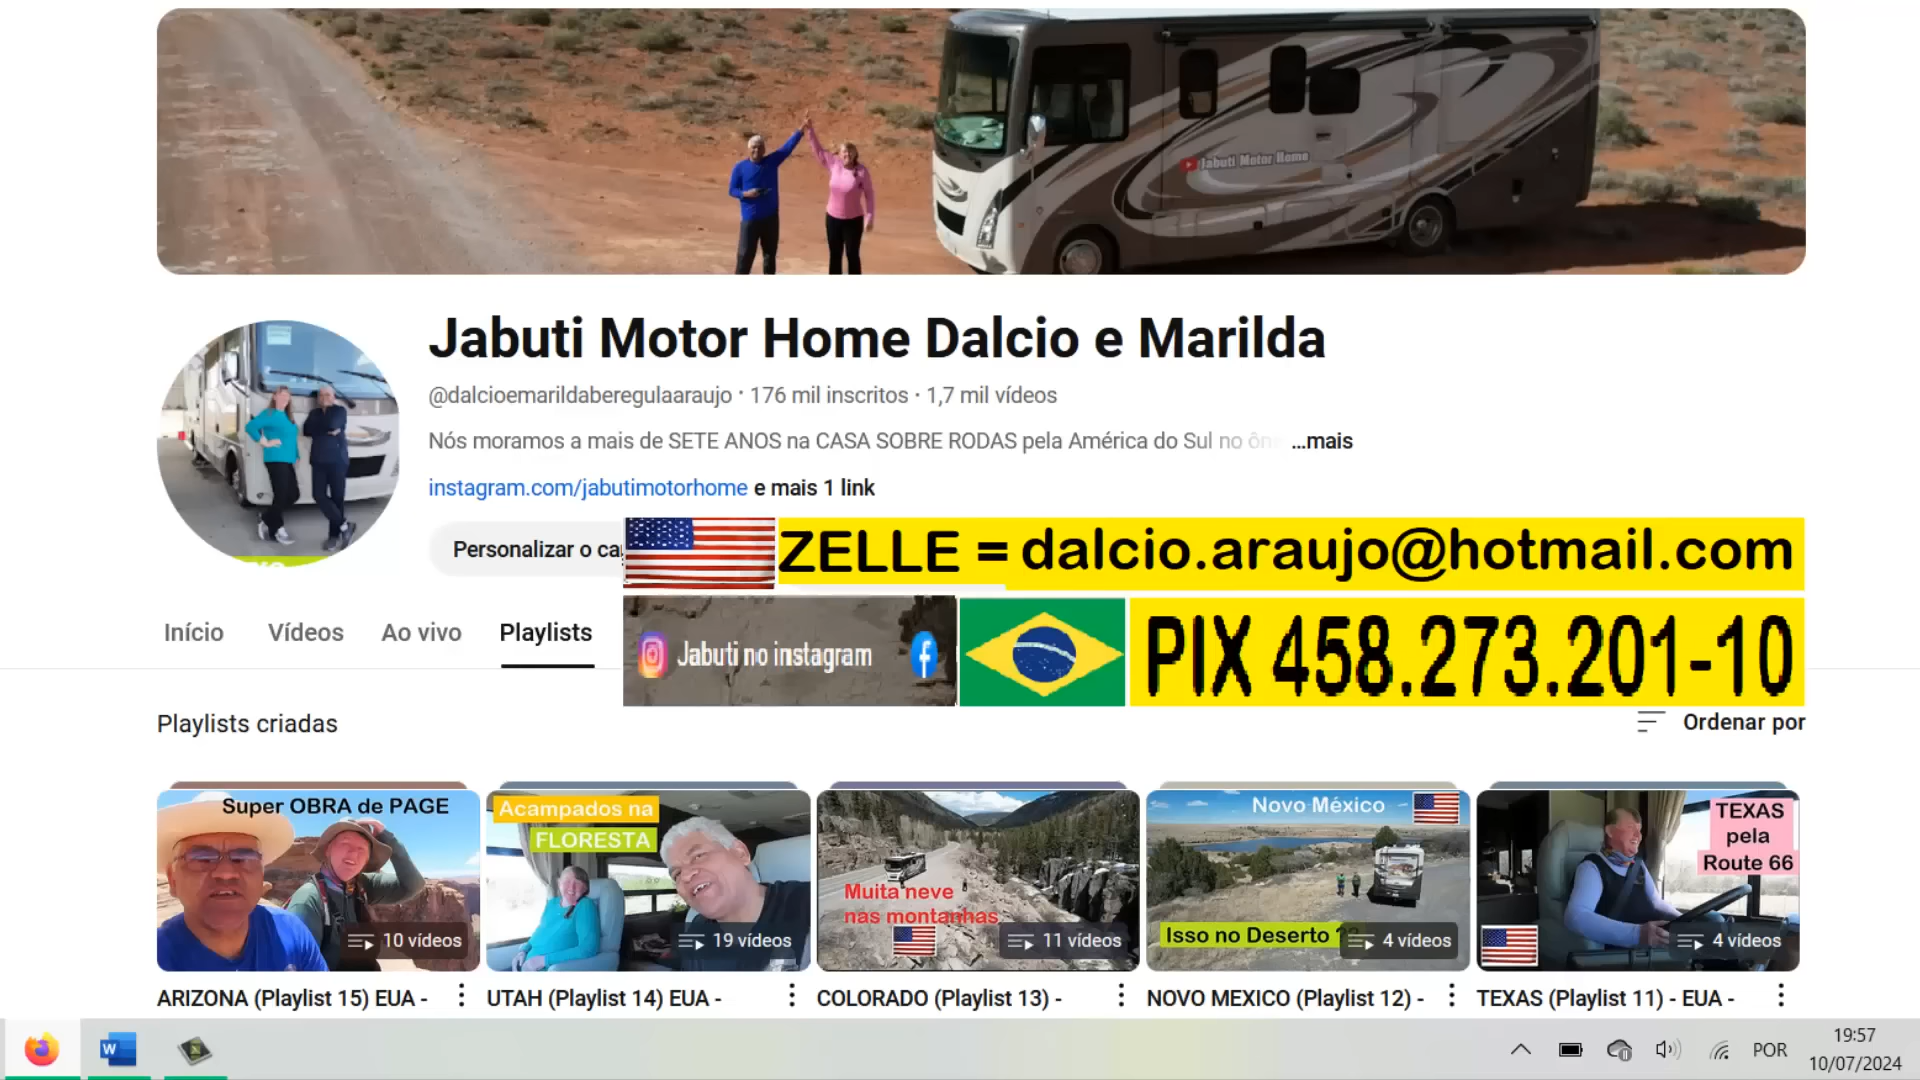 Jabuti Motor Home
Jabuti Motor Home Dalcio e Marilda
@dalcioemarildaberegulaaraujo · 176 mil inscritos · 1,7 mil vídeos
Nós moramos a mais de SETE ANOS na CASA SOBRE RODAS pela América do Sul no ôn ...mais
instagram.com/jabutimotorhome e mais 1 link
Personalizar o ca
ZELLE = dalcio.araujo@hotmail.com
Início Vídeos Ao vivo Playlists
Jabuti no instagram
PIX 458.273.201-10
Playlists criadas
Ordenar por
Super OBRA de PAGE
10 vídeos
Acampados na
FLORESTA
19 vídeos
Muita neve
nas montanhas
11 vídeos
Novo México
Isso no Deserto
4 vídeos
TEXAS
pela
Route 66
4 vídeos
ARIZONA (Playlist 15) EUA -
UTAH (Playlist 14) EUA -
COLORADO (Playlist 13) -
NOVO MEXICO (Playlist 12) -
TEXAS (Playlist 11) - EUA -
W
POR
19:57
10/07/2024